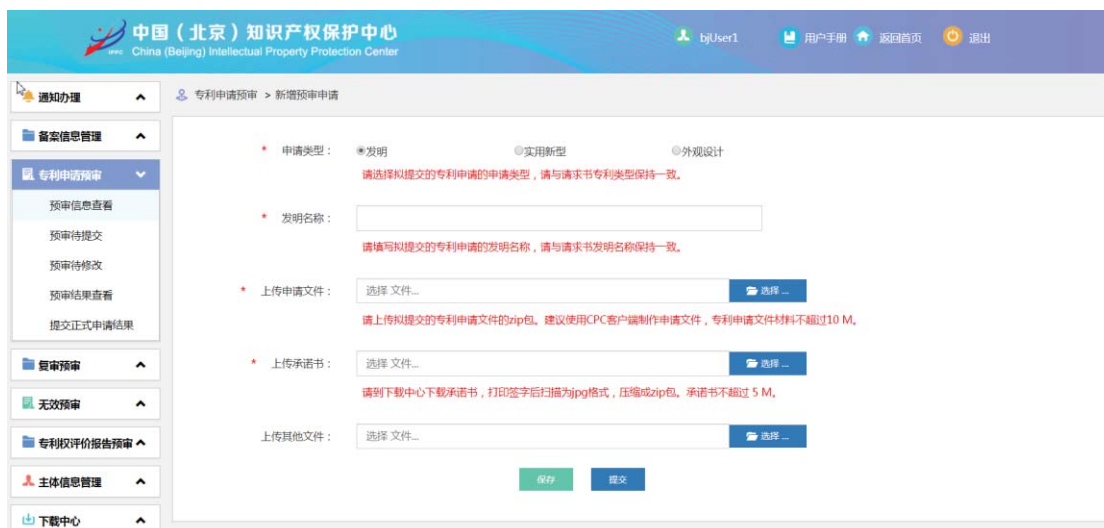 中国（北京）知识产权保护中心
China (Beijing) Intellectual Property Protection Center
bjUser1 用户手册 返回首页 退出
通知办理
备案信息管理
专利申请预审
预审信息查看
预审待提交
预审待修改
预审结果查看
提交正式申请结果
复审预审
无效预审
专利权评价报告预审
主体信息管理
下载中心
专利申请预审 > 新增预审申请
* 申请类型： 发明 实用新型 外观设计
请选择拟提交的专利申请的申请类型，请与请求书专利类型保持一致。
* 发明名称：
请填写拟提交的专利申请的发明名称，请与请求书发明名称保持一致。
* 上传申请文件： 选择 文件... 选择 ...
请上传拟提交的专利申请文件的zip包。建议使用CPC客户端制作申请文件，专利申请文件材料不超过10 M。
* 上传承诺书： 选择 文件... 选择 ...
请到下载中心下载承诺书，打印签字后扫描为jpg格式，压缩成zip包。承诺书不超过 5 M。
上传其他文件： 选择 文件... 选择 ...
保存 提交